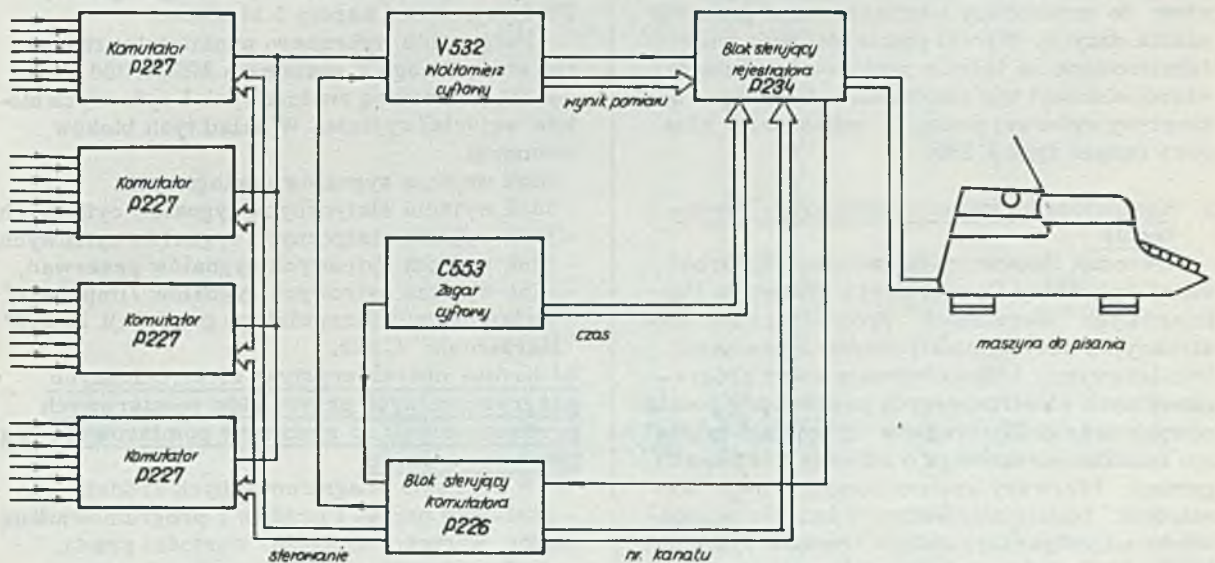 Komutator
P227
Komutator
P227
Komutator
P227
Komutator
P227
V532
Woltomierz
cyfrowy
wynik pomiaru
Blok sterujący
rejestratora
P234
C553
Zegar
cyfrowy
czas
maszyna do pisania
Blok sterujący
komutatora
P226
sterowanie
nr. kanału